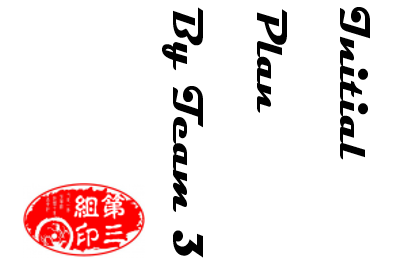 Initial
Plan
By Team 3
第三
組印